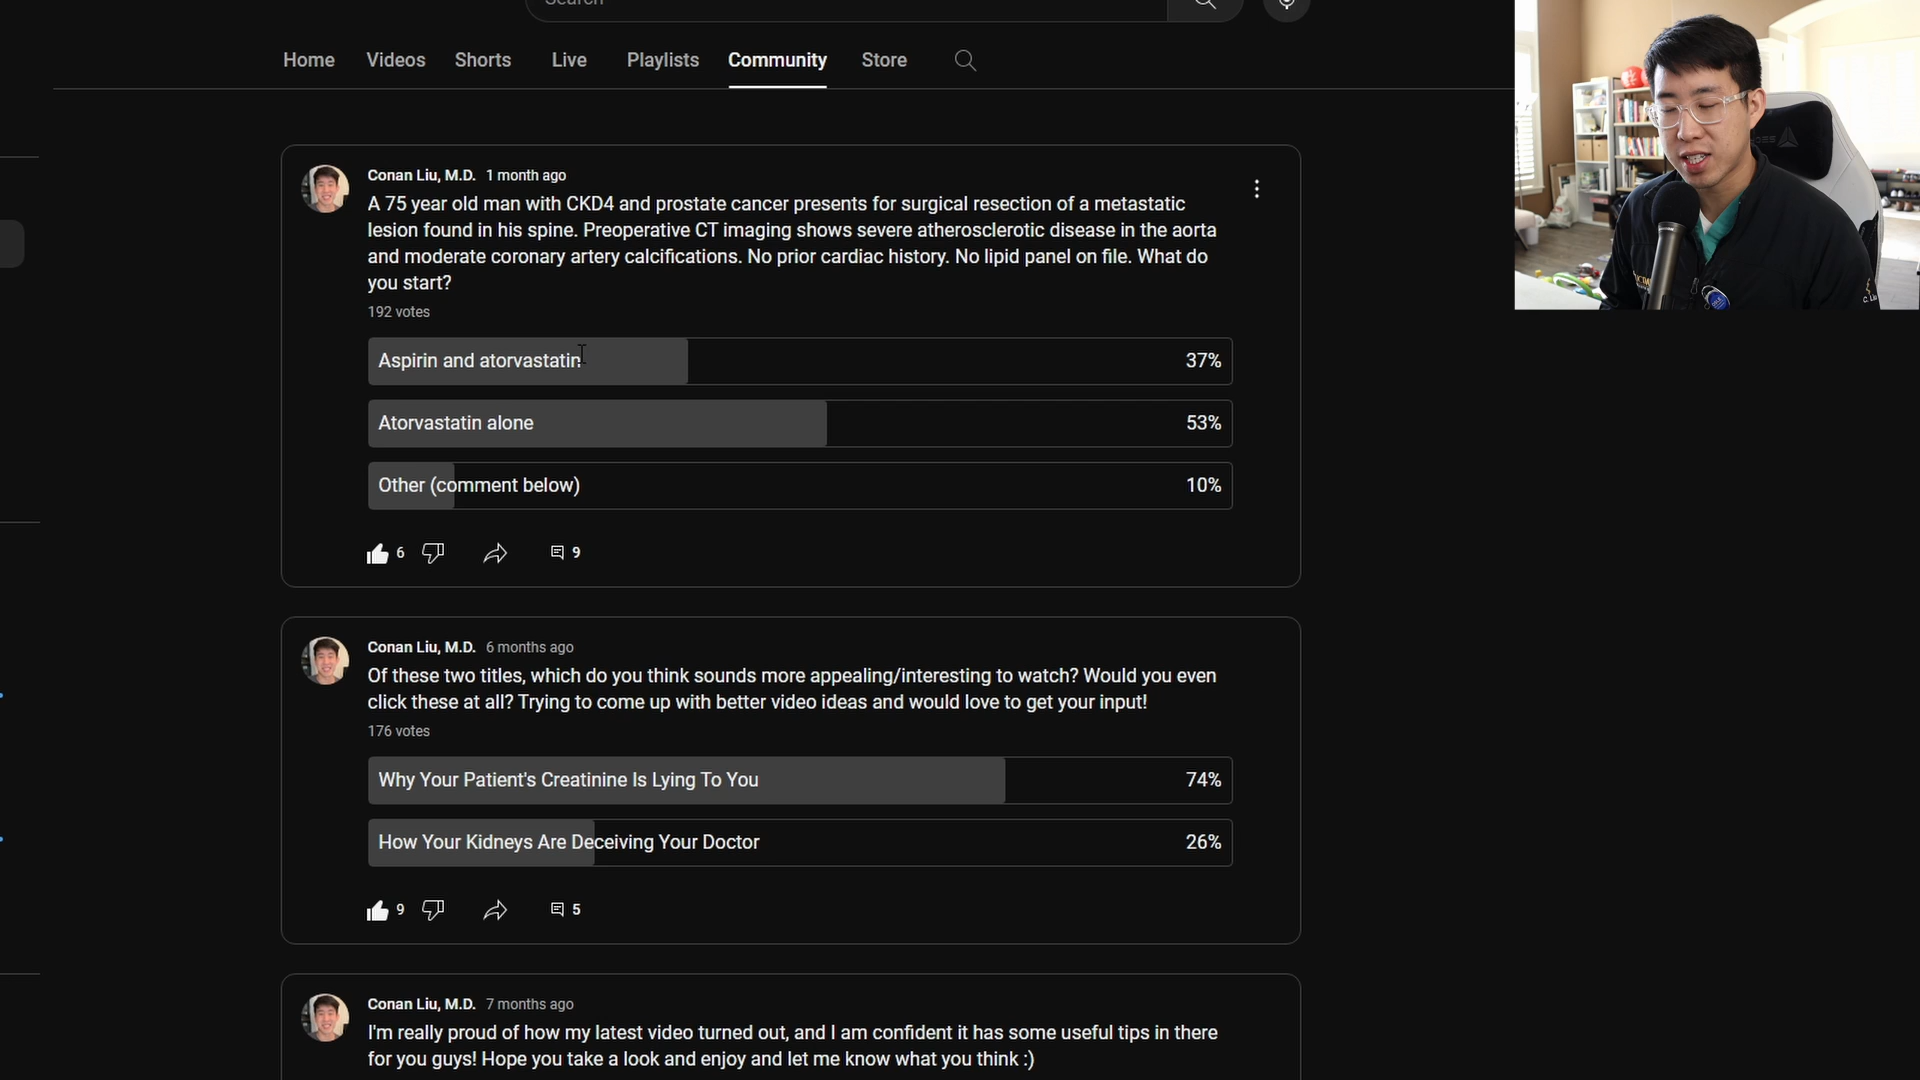 Search
Home Videos Shorts Live Playlists Community Store
Conan Liu, M.D. 1 month ago
A 75 year old man with CKD4 and prostate cancer presents for surgical resection of a metastatic
lesion found in his spine. Preoperative CT imaging shows severe atherosclerotic disease in the aorta
and moderate coronary artery calcifications. No prior cardiac history. No lipid panel on file. What do
you start?
192 votes
Aspirin and atorvastatin 37%
Atorvastatin alone 53%
Other (comment below) 10%
6 9
Conan Liu, M.D. 6 months ago
Of these two titles, which do you think sounds more appealing/interesting to watch? Would you even
click these at all? Trying to come up with better video ideas and would love to get your input!
176 votes
Why Your Patient's Creatinine Is Lying To You 74%
How Your Kidneys Are Deceiving Your Doctor 26%
9 5
Conan Liu, M.D. 7 months ago
I'm really proud of how my latest video turned out, and I am confident it has some useful tips in there
for you guys! Hope you take a look and enjoy and let me know what you think :)